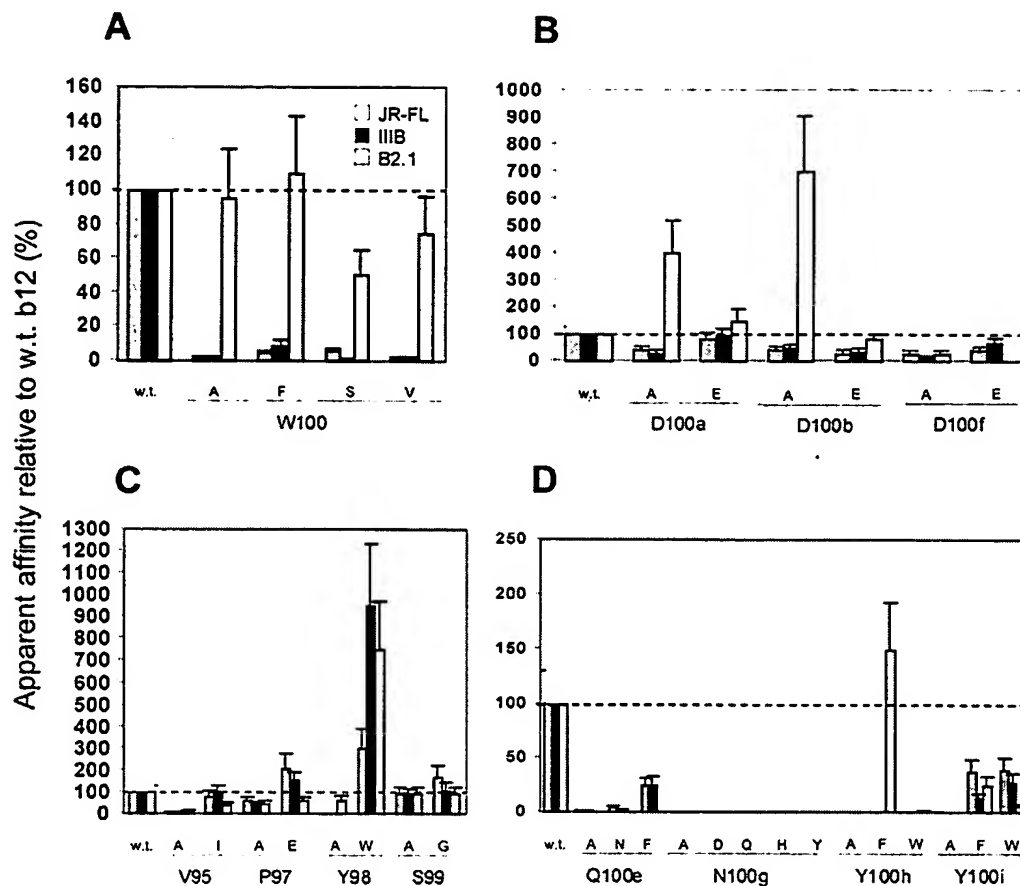 Apparent affinity relative to w.t. b12 (%)
A
160
140
120
100
80
60
40
20
0
JR-FL
IIIB
B2.1
w.t. A F S V
W100
B
1000
900
800
700
600
500
400
300
200
100
0
w.t. A E A E A E
D100a D100b D100f
C
1300
1200
1100
1000
900
800
700
600
500
400
300
200
100
0
w.t. A I A E A W A G
V95 P97 Y98 S99
D
250
200
150
100
50
0
w.t. A N F A D Q H Y A F W A F W
Q100e N100g Y100h Y100i